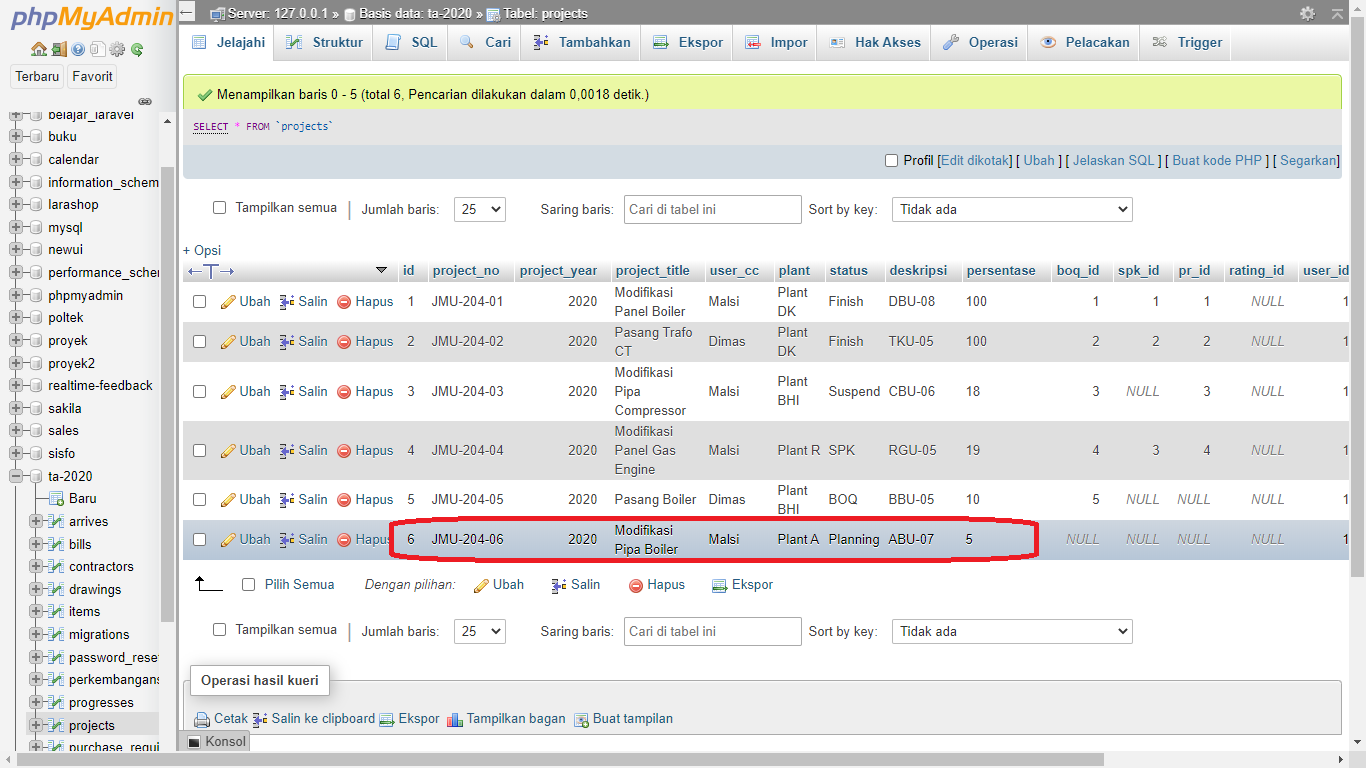 phpMyAdmin
Terbaru Favorit
belajar_laravel
buku
calendar
information_schem
larashop
mysql
newui
performance_schem
phpmyadmin
poltek
proyek
proyek2
realtime-feedback
sakila
sales
sisfo
ta-2020
Baru
arrives
bills
contractors
drawings
items
migrations
password_rese
perkembangans
progresses
projects
purchase_requi
Server: 127.0.0.1 » Basis data: ta-2020 » Tabel: projects
Jelajahi Struktur SQL Cari Tambahkan Ekspor Impor Hak Akses Operasi Pelacakan Trigger
Menampilkan baris 0 - 5 (total 6, Pencarian dilakukan dalam 0,0018 detik.)
SELECT * FROM `projects`
Profil [Edit dikotak] [ Ubah ] [ Jelaskan SQL ] [ Buat kode PHP ] [ Segarkan]
Tampilkan semua | Jumlah baris: 25 Saring baris: Cari di tabel ini Sort by key: Tidak ada
+ Opsi
←T→ id project_no project_year project_title user_cc plant status deskripsi persentase boq_id spk_id pr_id rating_id user_id
Ubah Salin Hapus 1 JMU-204-01 2020 Modifikasi Panel Boiler Malsi Plant DK Finish DBU-08 100 1 1 1 NULL 1
Ubah Salin Hapus 2 JMU-204-02 2020 Pasang Trafo CT Dimas Plant DK Finish TKU-05 100 2 2 2 NULL 1
Ubah Salin Hapus 3 JMU-204-03 2020 Modifikasi Pipa Compressor Malsi Plant BHI Suspend CBU-06 18 3 NULL 3 NULL 1
Ubah Salin Hapus 4 JMU-204-04 2020 Modifikasi Panel Gas Engine Malsi Plant R SPK RGU-05 19 4 3 4 NULL 1
Ubah Salin Hapus 5 JMU-204-05 2020 Pasang Boiler Dimas Plant BHI BOQ BBU-05 10 5 NULL NULL NULL 1
Ubah Salin Hapus 6 JMU-204-06 2020 Modifikasi Pipa Boiler Malsi Plant A Planning ABU-07 5 NULL NULL NULL NULL 1
Pilih Semua Dengan pilihan: Ubah Salin Hapus Ekspor
Tampilkan semua | Jumlah baris: 25 Saring baris: Cari di tabel ini Sort by key: Tidak ada
Operasi hasil kueri
Cetak Salin ke clipboard Ekspor Tampilkan bagan Buat tampilan
Konsol